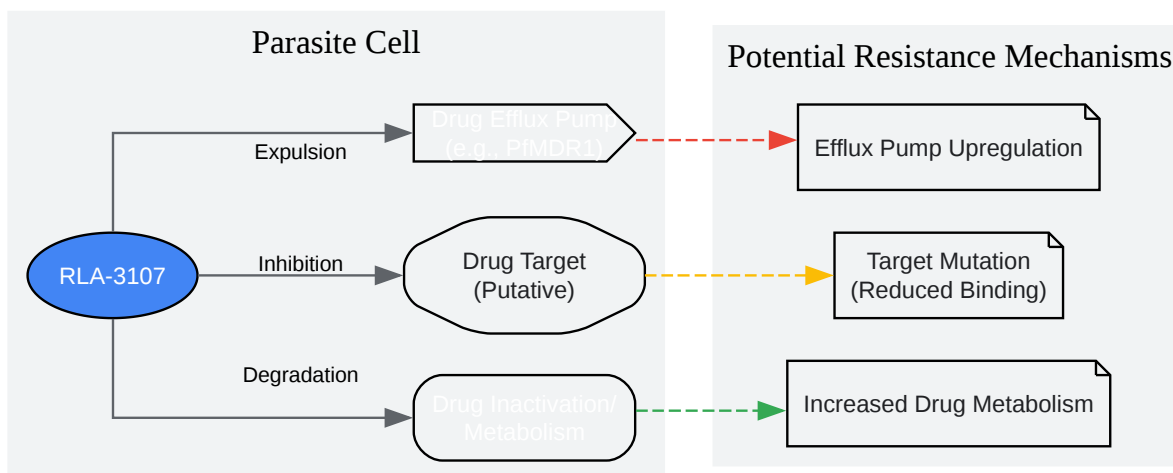 Parasite Cell
Potential Resistance Mechanisms
Drug Efflux Pump
(e.g., PfMDR1)
Expulsion
Efflux Pump Upregulation
RLA-3107
Inhibition
Drug Target
(Putative)
Target Mutation
(Reduced Binding)
Degradation
Drug Inactivation/
Metabolism
Increased Drug Metabolism